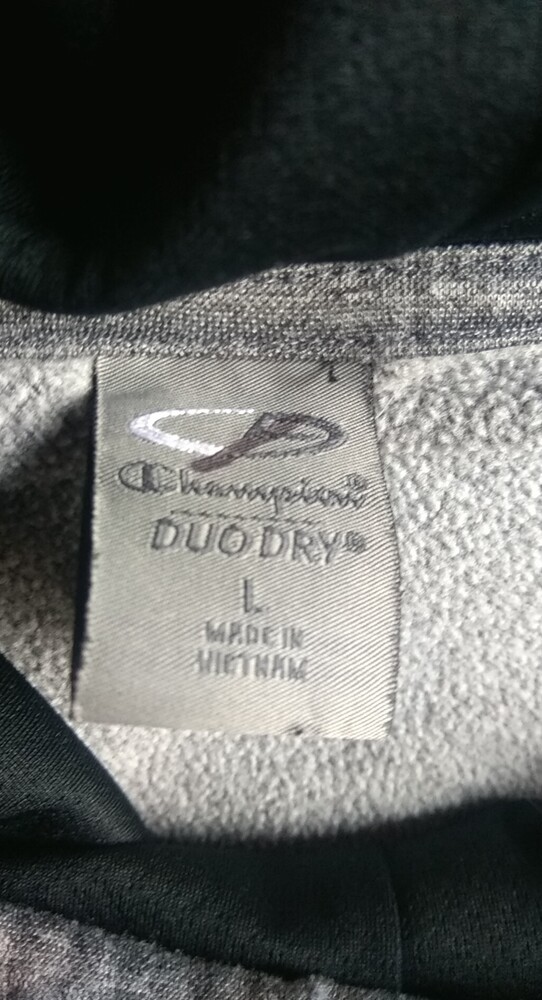 Champion®
DUO DRY®
L
MADE IN
VIETNAM